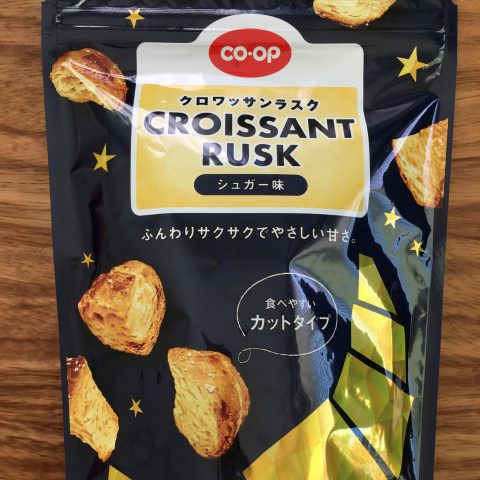 CO・OP
クロワッサンラスク
CROISSANT
RUSK
シュガー味
ふんわりサクサクでやさしい甘さ。
食べやすい
カットタイプ